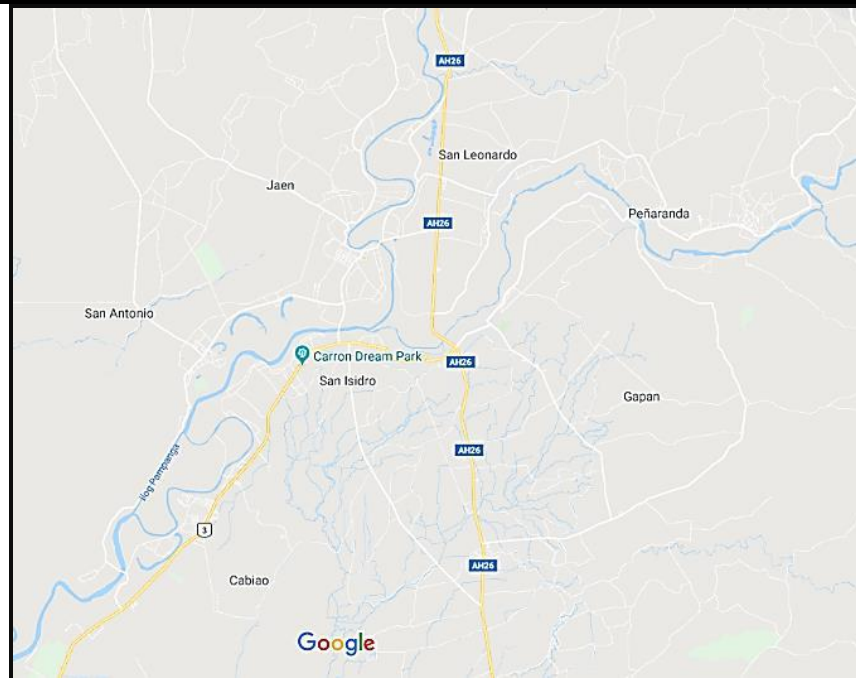 AH26
San Leonardo
Jaen
Peñaranda
AH26
San Antonio
Carron Dream Park
AH26
San Isidro
Gapan
AH26
Ilog Pampanga
3
AH26
Cabiao
Google